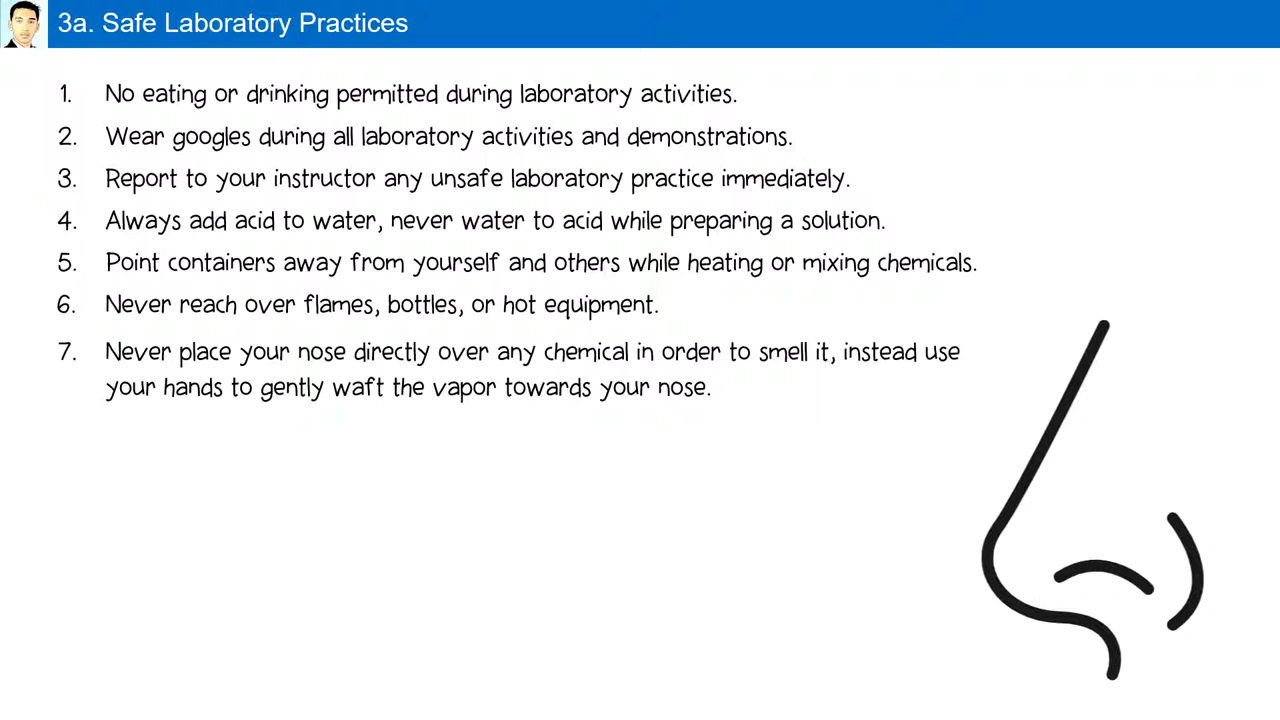 3a. Safe Laboratory Practices
1. No eating or drinking permitted during laboratory activities.
2. Wear googles during all laboratory activities and demonstrations.
3. Report to your instructor any unsafe laboratory practice immediately.
4. Always add acid to water, never water to acid while preparing a solution.
5. Point containers away from yourself and others while heating or mixing chemicals.
6. Never reach over flames, bottles, or hot equipment.
7. Never place your nose directly over any chemical in order to smell it, instead use
your hands to gently waft the vapor towards your nose.